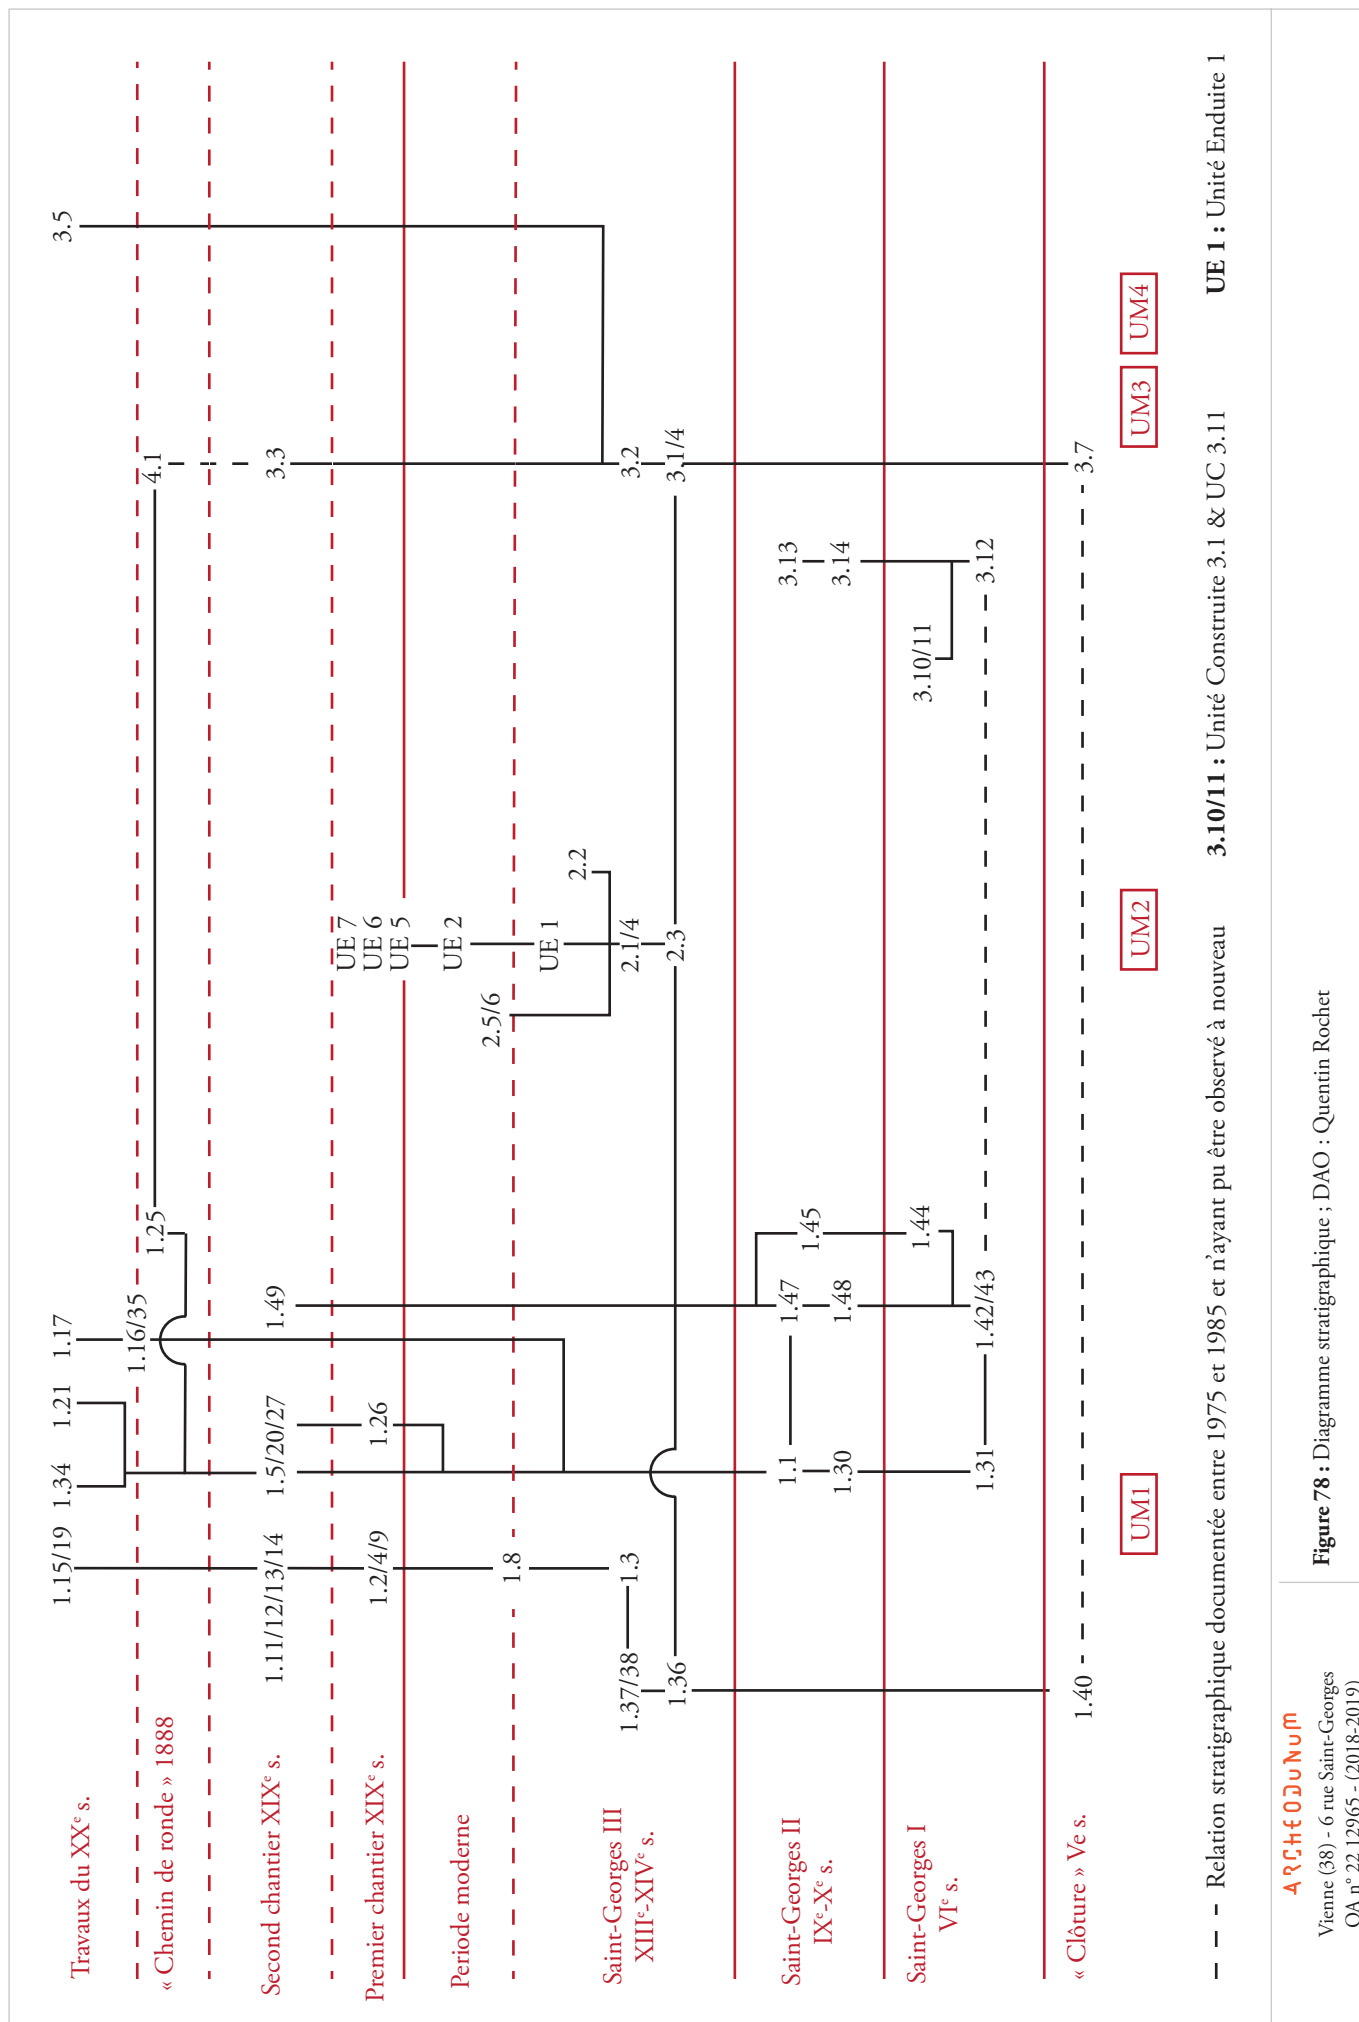 Travaux du XXᵉ s.
1.15/19
1.34
1.21
1.17
3.5
« Chemin de ronde » 1888
1.16/35
1.25
4.1
Second chantier XIXᵉ s.
1.11/12/13/14
1.5/20/27
1.49
3.3
Premier chantier XIXᵉ s.
1.2/4/9
1.26
UE 7
UE 6
UE 5
Periode moderne
UE 2
2.5/6
1.8
Saint-Georges III
XIIIᵉ-XIVᵉ s.
UE 1
2.2
1.37/38
1.3
2.1/4
3.2
1.36
2.3
3.1/4
Saint-Georges II
IXᵉ-Xᵉ s.
1.1
1.47
1.45
3.13
1.30
1.48
3.14
Saint-Georges I
VIᵉ s.
1.44
3.10/11
1.31
1.42/43
3.12
« Clôture » Ve s.
1.40
3.7
UM1
UM2
UM3
UM4
Relation stratigraphique documentée entre 1975 et 1985 et n'ayant pu être observé à nouveau
3.10/11 : Unité Construite 3.1 & UC 3.11
UE 1 : Unité Enduite 1
ARCHEODUNUM
Vienne (38) - 6 rue Saint-Georges
OA n° 22 12965 - (2018-2019)
Figure 78 : Diagramme stratigraphique ; DAO : Quentin Rochet